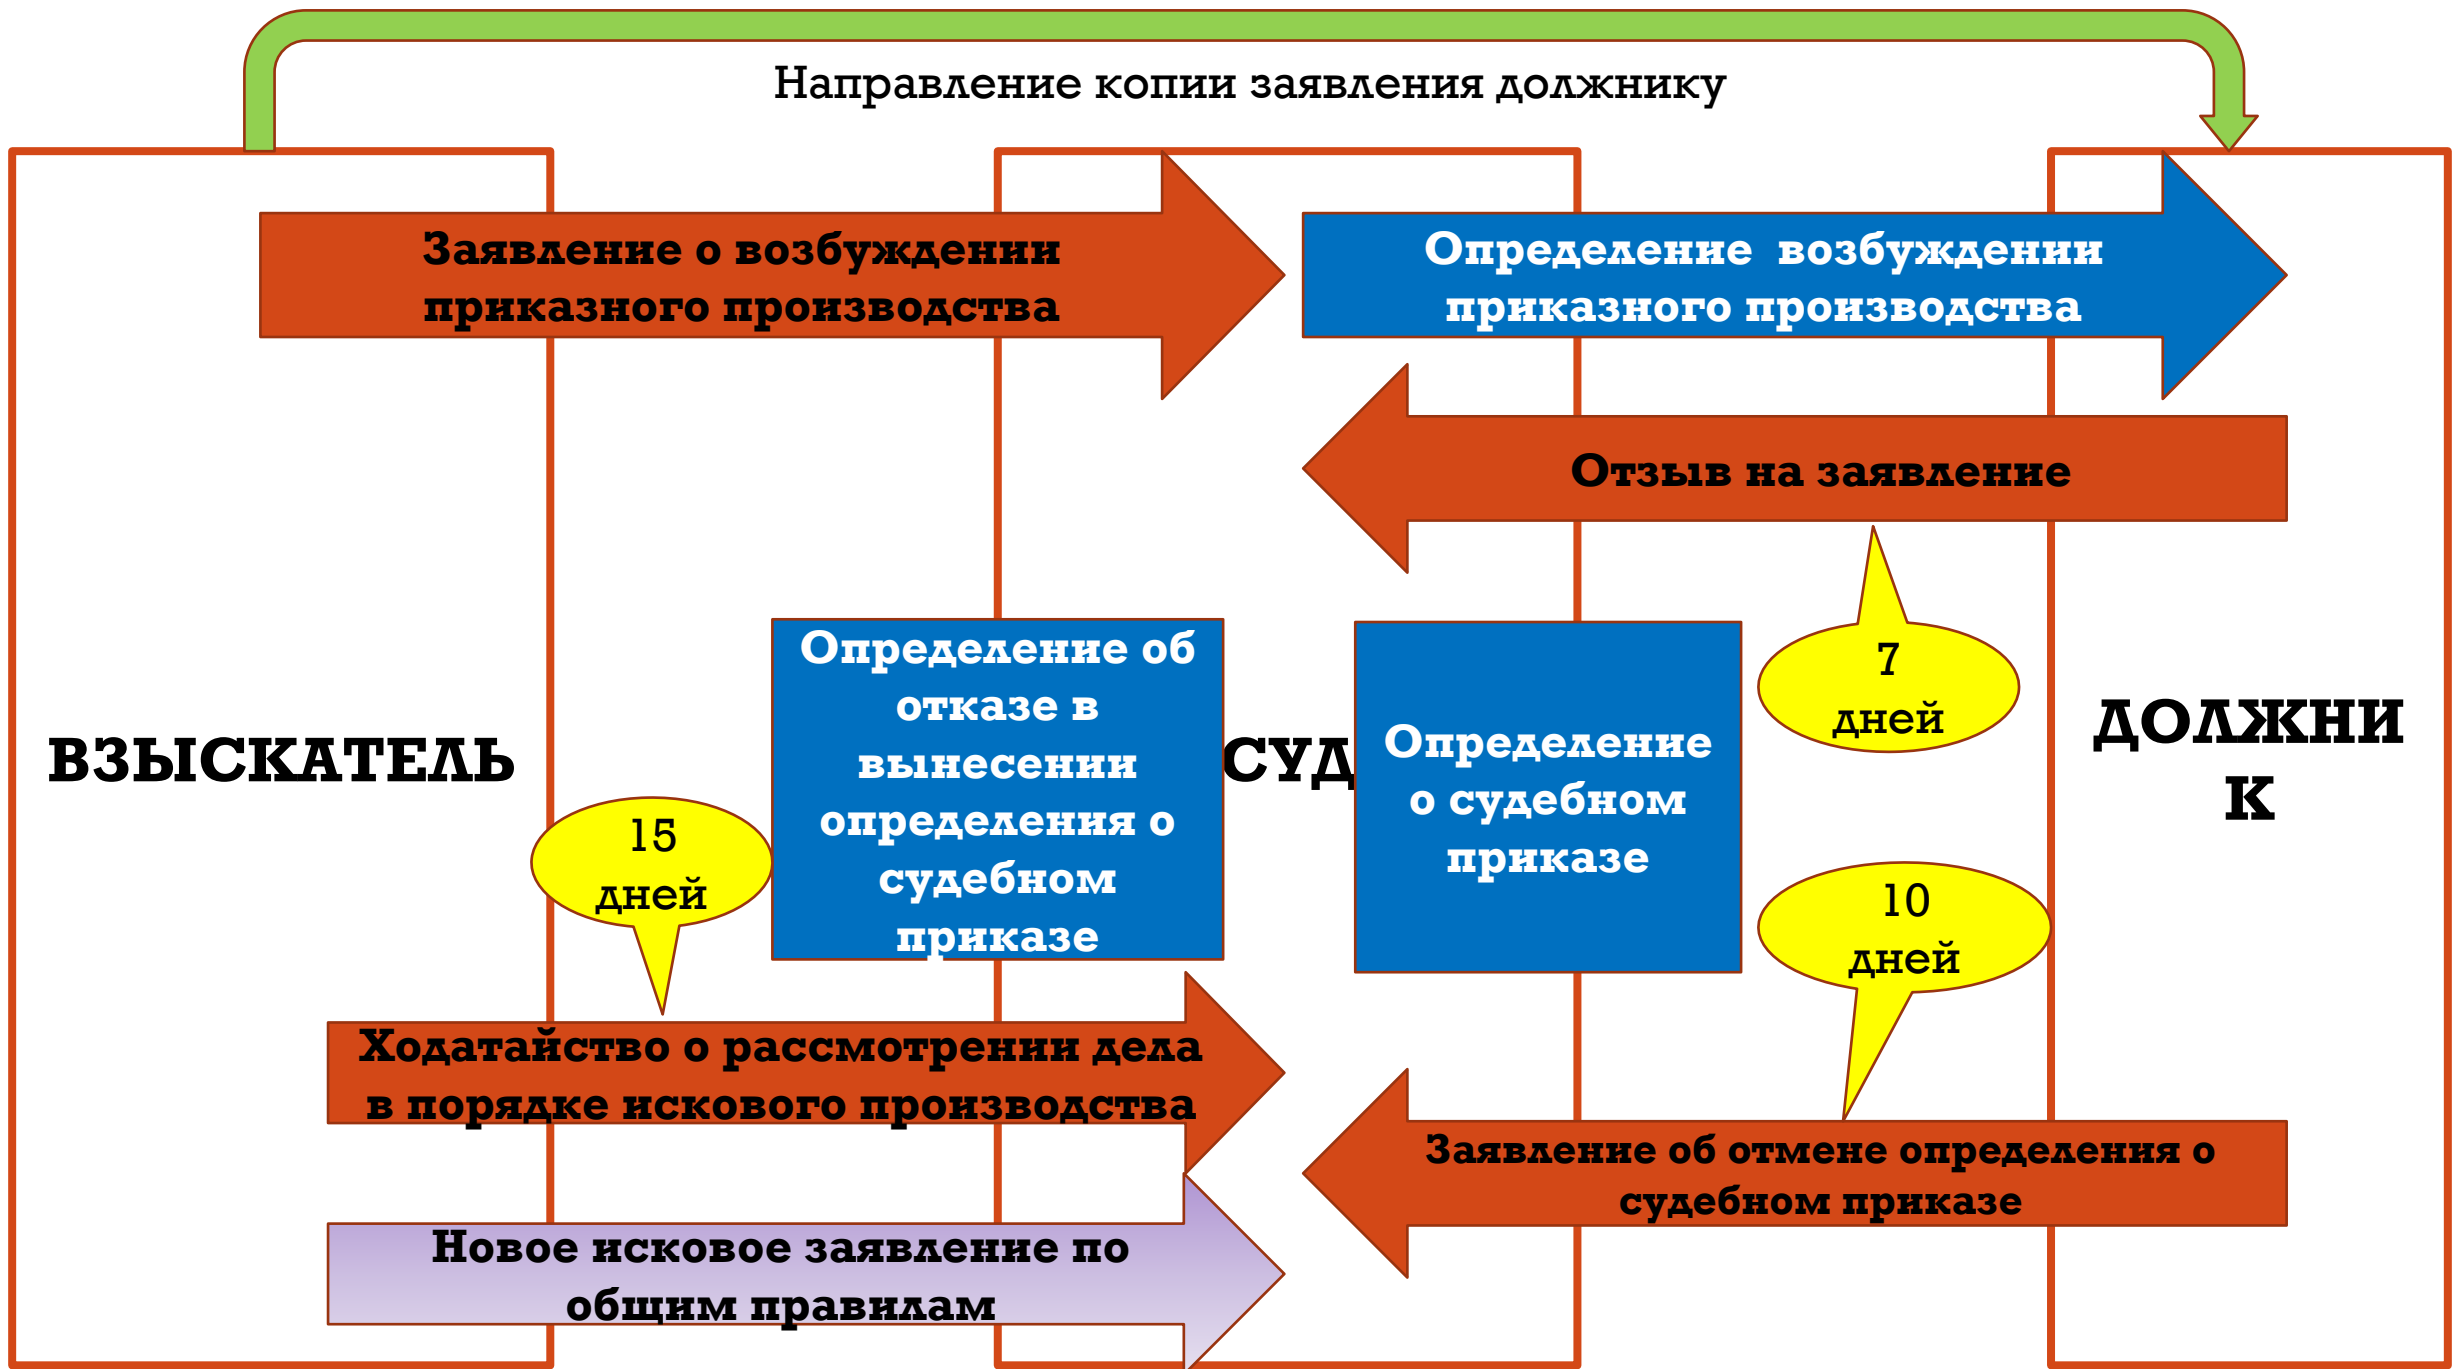 Направление копии заявления должнику
Заявление о возбуждении
приказного производства
Определение  возбуждении
приказного производства
Отзыв на заявление
7
дней
ВЗЫСКАТЕЛЬ
Определение об
отказе в
вынесении
определения о
судебном
приказе
СУД
Определение
о судебном
приказе
ДОЛЖНИ
К
15
дней
10
дней
Ходатайство о рассмотрении дела
в порядке искового производства
Заявление об отмене определения о
судебном приказе
Новое исковое заявление по
общим правилам